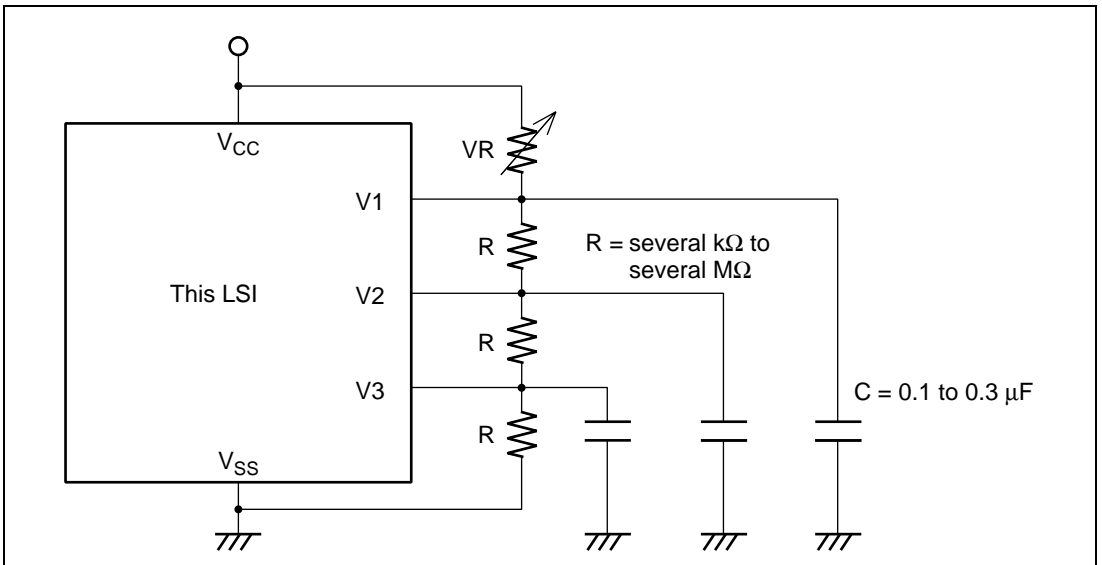 VCC
VR
V1
R
R = several kΩ to
several MΩ
This LSI
V2
R
V3
C = 0.1 to 0.3 μF
R
VSS